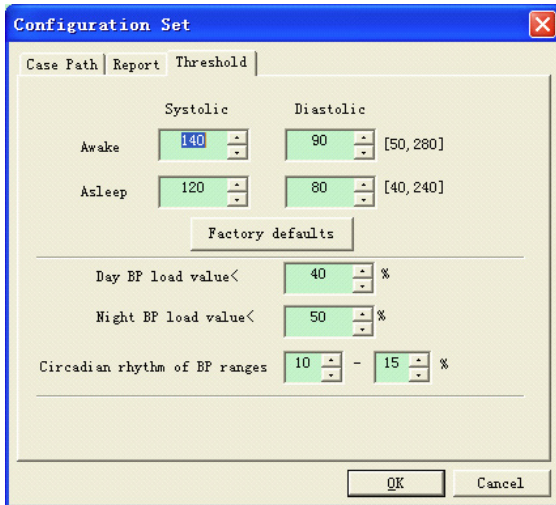 Configuration Set
Case Path Report Threshold
Systolic Diastolic
Awake 140 90 [50,280]
Asleep 120 80 [40,240]
Factory defaults
Day BP load value< 40 %
Night BP load value< 50 %
Circadian rhythm of BP ranges 10 - 15 %
OK Cancel